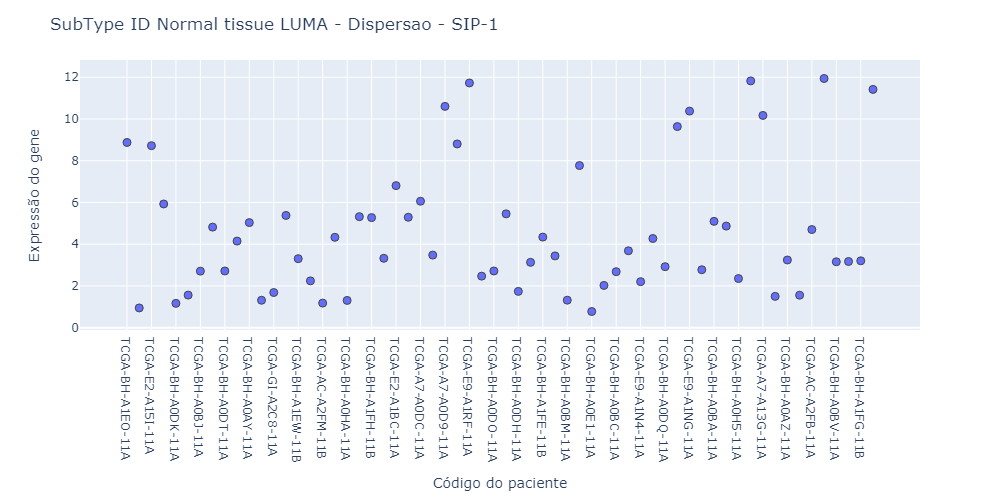 SubType ID Normal tissue LUMA - Dispersao - SIP-1
Expressão do gene
12
10
8
6
4
2
0
TCGA-BH-A1EO-11A
TCGA-E2-A15I-11A
TCGA-BH-A0DK-11A
TCGA-BH-A0BJ-11A
TCGA-BH-A0DT-11A
TCGA-BH-A0AY-11A
TCGA-GI-A2C8-11A
TCGA-BH-A1EW-11B
TCGA-AC-A2FM-11B
TCGA-BH-A0HA-11A
TCGA-BH-A1FH-11B
TCGA-E2-A1BC-11A
TCGA-A7-A0DC-11A
TCGA-A7-A0D9-11A
TCGA-E9-A1RF-11A
TCGA-BH-A0DO-11A
TCGA-BH-A0DH-11A
TCGA-BH-A1FE-11B
TCGA-BH-A0BM-11A
TCGA-BH-A0E1-11A
TCGA-BH-A0BC-11A
TCGA-E9-A1N4-11A
TCGA-BH-A0DQ-11A
TCGA-E9-A1NG-11A
TCGA-BH-A0BA-11A
TCGA-BH-A0H5-11A
TCGA-A7-A13G-11A
TCGA-BH-A0AZ-11A
TCGA-AC-A2FB-11A
TCGA-BH-A0BV-11A
TCGA-BH-A1FG-11B
Código do paciente